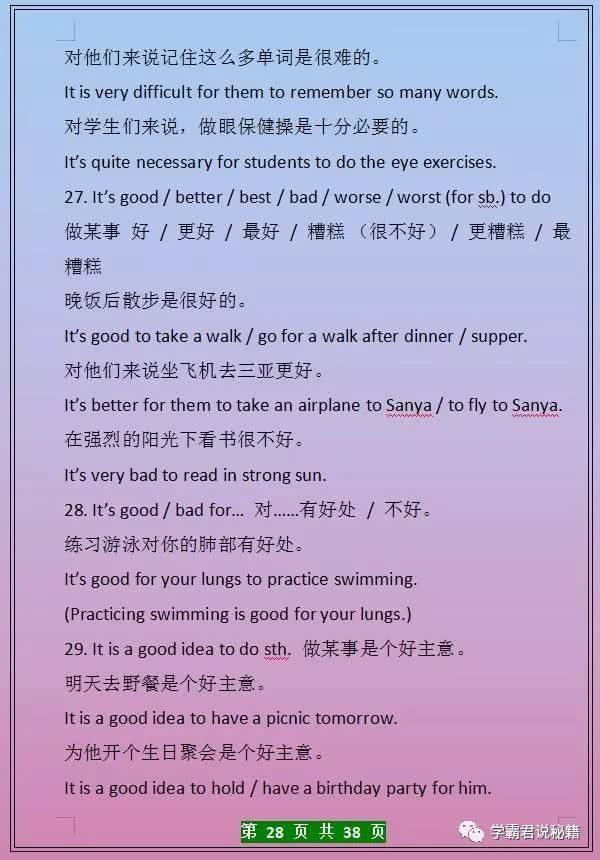 对他们来说记住这么多单词是很难的。
It is very difficult for them to remember so many words.
对学生们来说，做眼保健操是十分必要的。
It’s quite necessary for students to do the eye exercises.
27. It’s good / better / best / bad / worse / worst (for sb.) to do
做某事 好 / 更好 / 最好 / 糟糕（很不好） / 更糟糕 / 最
糟糕
晚饭后散步是很好的。
It’s good to take a walk / go for a walk after dinner / supper.
对他们来说坐飞机去三亚更好。
It’s better for them to take an airplane to Sanya / to fly to Sanya.
在强烈的阳光下看书很不好。
It’s very bad to read in strong sun.
28. It’s good / bad for… 对……有好处 / 不好。
练习游泳对你的肺部有好处。
It’s good for your lungs to practice swimming.
(Practicing swimming is good for your lungs.)
29. It is a good idea to do sth. 做某事是个好主意。
明天去野餐是个好主意。
It is a good idea to have a picnic tomorrow.
为他开个生日聚会是个好主意。
It is a good idea to hold / have a birthday party for him.
第 28 页 共 38 页
学霸君说秘籍